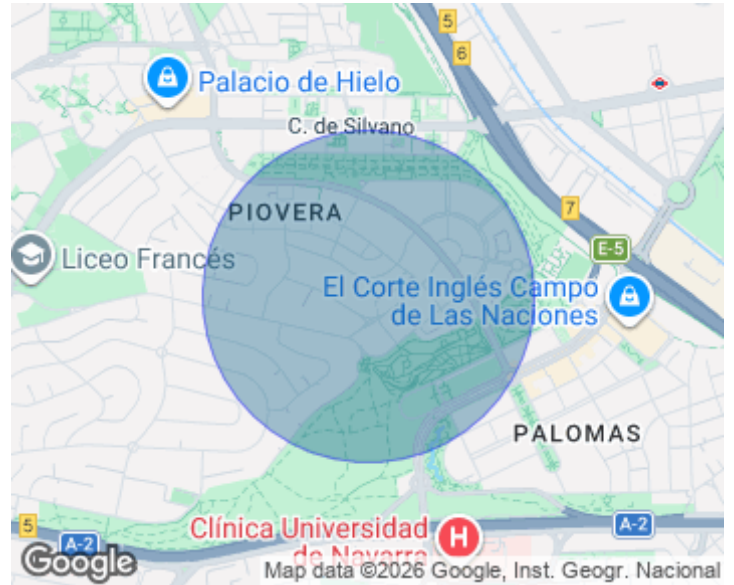 5
6
Palacio de Hielo
C. de Silvano
PIOVERA
7
Liceo Francés
E-5
El Corte Inglés Campo
de Las Naciones
PALOMAS
5
A-2
A-2
Clínica Universidad
de Navarra
H
Google
Map data ©2026 Google, Inst. Geogr. Nacional